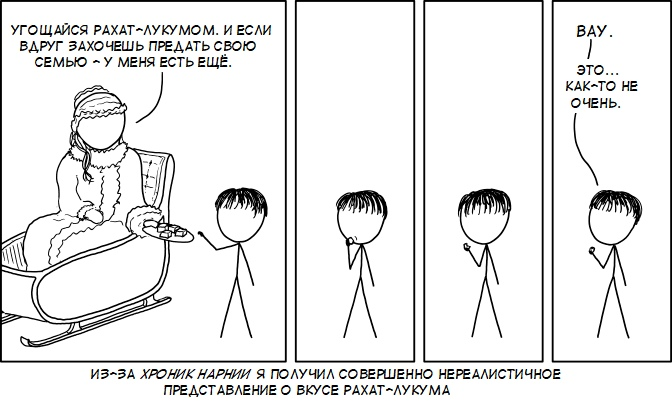 УГОЩАЙСЯ РАХАТ-ЛУКУМОМ. И ЕСЛИ
ВДРУГ ЗАХОЧЕШЬ ПРЕДАТЬ СВОЮ
СЕМЬЮ - У МЕНЯ ЕСТЬ ЕЩЁ.
ВАУ.
ЭТО...
КАК-ТО НЕ
ОЧЕНЬ.
ИЗ-ЗА ХРОНИК НАРНИИ Я ПОЛУЧИЛ СОВЕРШЕННО НЕРЕАЛИСТИЧНОЕ
ПРЕДСТАВЛЕНИЕ О ВКУСЕ РАХАТ-ЛУКУМА